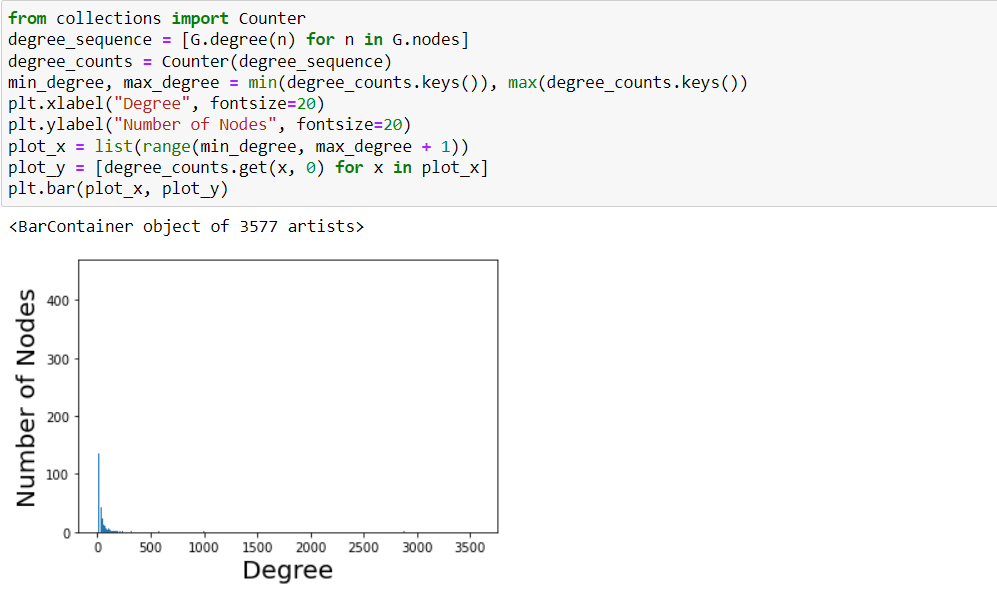 from collections import Counter
degree_sequence = [G.degree(n) for n in G.nodes]
degree_counts = Counter(degree_sequence)
min_degree, max_degree = min(degree_counts.keys()), max(degree_counts.keys())
plt.xlabel("Degree", fontsize=20)
plt.ylabel("Number of Nodes", fontsize=20)
plot_x = list(range(min_degree, max_degree + 1))
plot_y = [degree_counts.get(x, 0) for x in plot_x]
plt.bar(plot_x, plot_y)
<BarContainer object of 3577 artists>
Number of Nodes
400
300
200
100
0
0 500 1000 1500 2000 2500 3000 3500
Degree